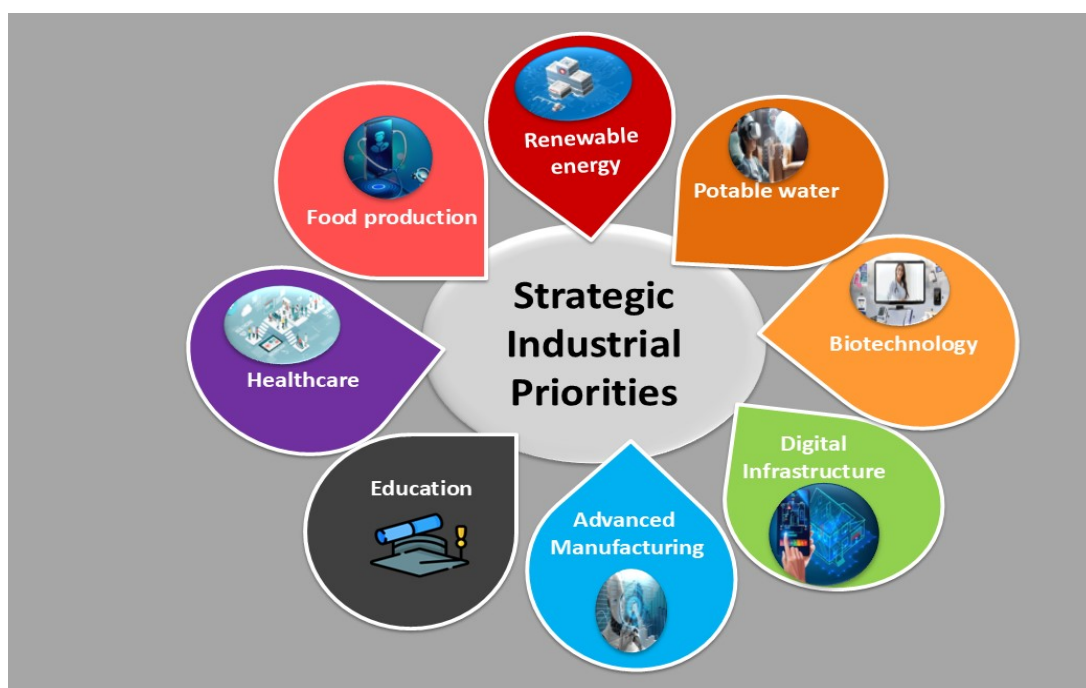 Strategic
Industrial
Priorities
Renewable
energy
Potable water
Biotechnology
Digital
Infrastructure
Advanced
Manufacturing
Education
Healthcare
Food production